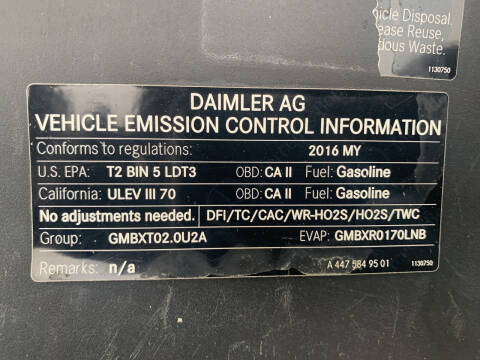 hicle Disposal.
ease Reuse,
dous Waste.
1130750
DAIMLER AG
VEHICLE EMISSION CONTROL INFORMATION
Conforms to regulations: 2016 MY
U.S. EPA: T2 BIN 5 LDT3 OBD: CA II Fuel: Gasoline
California: ULEV III 70 OBD: CA II Fuel: Gasoline
No adjustments needed. DFI/TC/CAC/WR-HO2S/HO2S/TWC
Group: GMBXT02.0U2A EVAP: GMBXR0170LNB
Remarks: n/a A 447 584 95 01 1130750